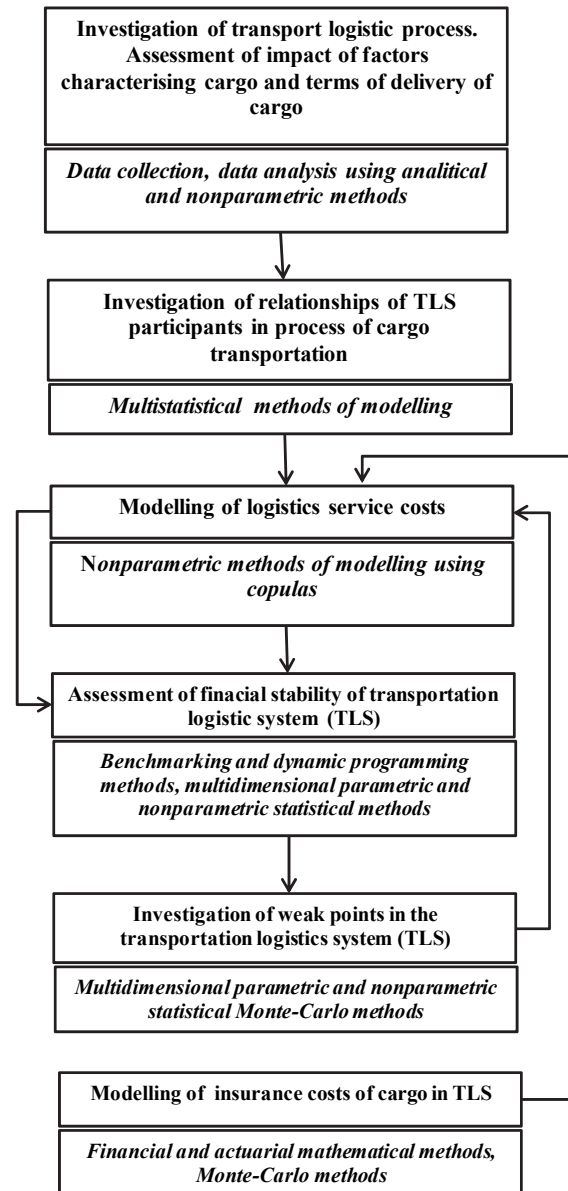 Investigation of transport logistic process.
Assessment of impact of factors
characterising cargo and terms of delivery of
cargo
Data collection, data analysis using analitical
and nonparametric methods
Investigation of relationships of TLS
participants in process of cargo
transportation
Multistatistical methods of modelling
Modelling of logistics service costs
Nonparametric methods of modelling using
copulas
Assessment of finacial stability of transportation
logistic system (TLS)
Benchmarking and dynamic programming
methods, multidimensional parametric and
nonparametric statistical methods
Investigation of weak points in the
transportation logistics system (TLS)
Multidimensional parametric and nonparametric
statistical Monte-Carlo methods
Modelling of insurance costs of cargo in TLS
Financial and actuarial mathematical methods,
Monte-Carlo methods